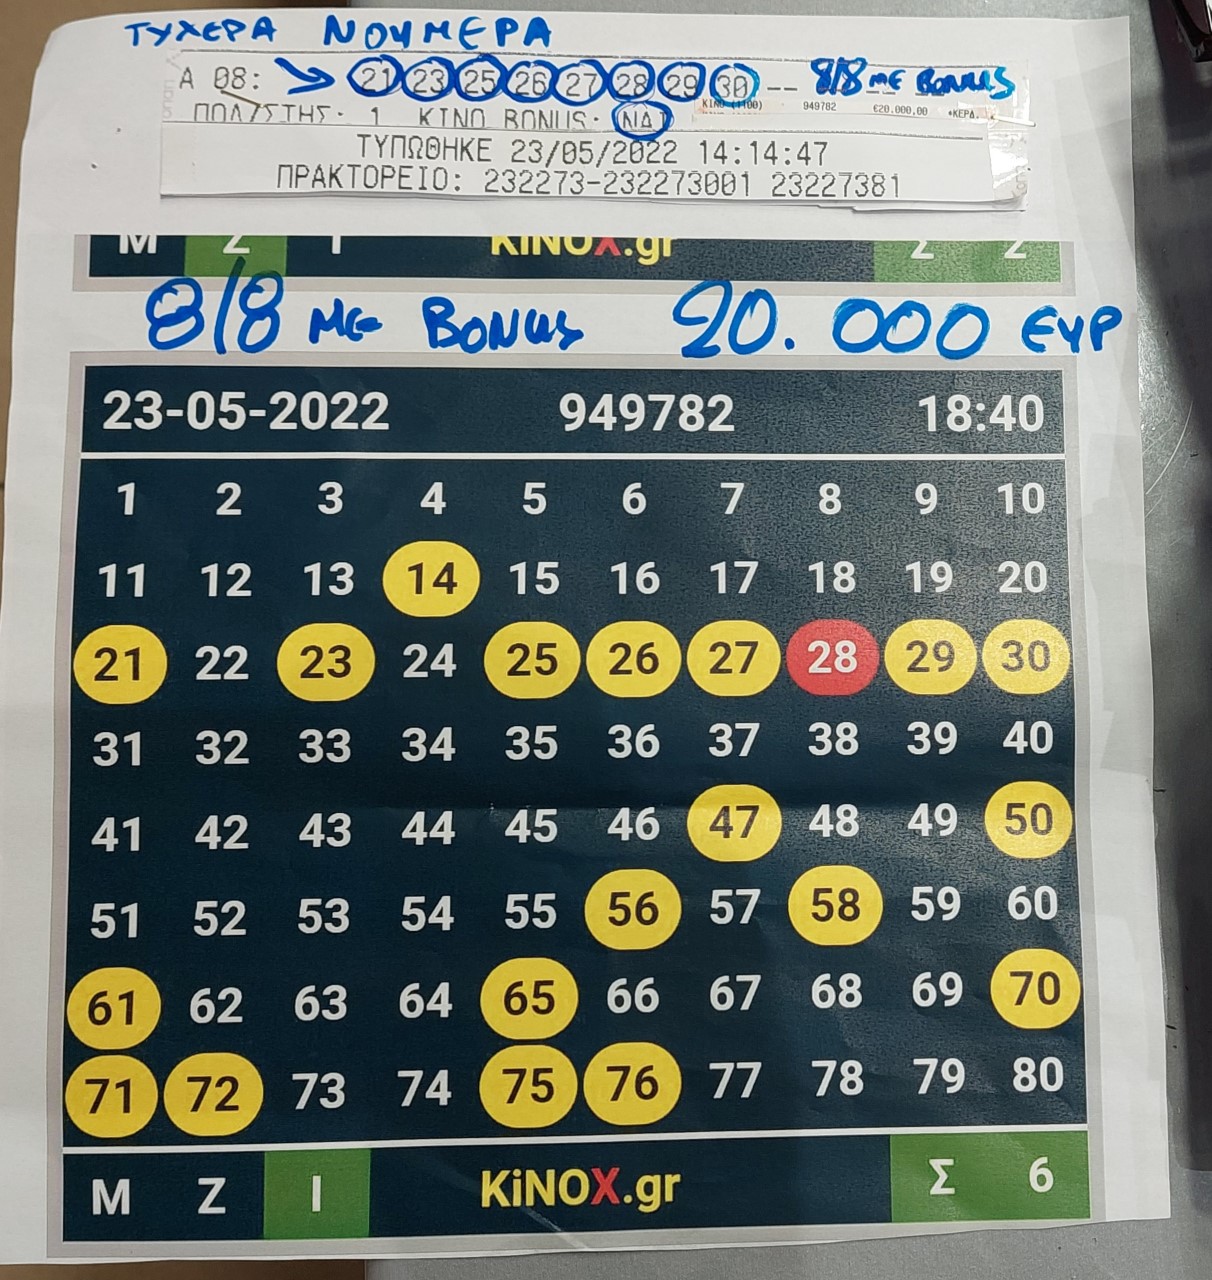 ΤΥΧΕΡΑ ΝΟΥΜΕΡΑ
Α 08: 21 23 25 26 27 28 29 30 -- 8/8 ΜΕ BONUS
ΚΙΝΟ (1100) 949782 €20.000,00 *ΚΕΡΔ.
ΠΟΛ/ΣΤΗΣ: 1 ΚΙΝΟ BONUS: ΝΑΙ
ΤΥΠΩΘΗΚΕ 23/05/2022 14:14:47
ΠΡΑΚΤΟΡΕΙΟ: 232273-232273001 23227381
Μ Ζ Ι KiNOX.gr Σ 2
8/8 ΜΕ BONUS 20.000 ΕΥΡ
23-05-2022 949782 18:40
1 2 3 4 5 6 7 8 9 10
11 12 13 14 15 16 17 18 19 20
21 22 23 24 25 26 27 28 29 30
31 32 33 34 35 36 37 38 39 40
41 42 43 44 45 46 47 48 49 50
51 52 53 54 55 56 57 58 59 60
61 62 63 64 65 66 67 68 69 70
71 72 73 74 75 76 77 78 79 80
Μ Ζ Ι KiNOX.gr Σ 6